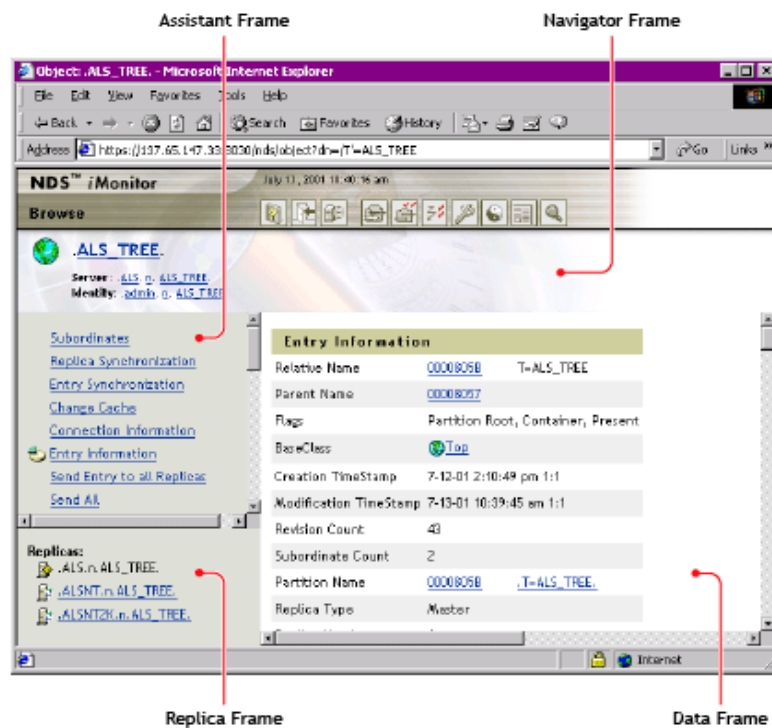 Assistant Frame
Navigator Frame
Object: .ALS_TREE. - Microsoft Internet Explorer
File Edit View Favorites Tools Help
Back Search Favorites History
Address https://137.65.147.33:8030/nds/object?dn=/T=ALS_TREE Go Links
NDS™ iMonitor
July 13, 2001
Browse
.ALS_TREE.
Server: .ALS. n. ALS_TREE.
Identity: .admin. n. ALS_TREE
Subordinates
Replica Synchronization
Entry Synchronization
Change Cache
Connection Information
Entry Information
Send Entry to all Replicas
Send All
Replicas:
.ALS.n.ALS_TREE.
.ALSNT.n.ALS_TREE.
.ALSNT2K.n.ALS_TREE.
Entry Information
Relative Name 0000805B T=ALS_TREE
Parent Name 00008057
Flags Partition Root, Container, Present
BaseClass Top
Creation TimeStamp 7-12-01 2:10:49 pm 1:1
Modification TimeStamp 7-13-01 10:39:45 am 1:1
Revision Count 43
Subordinate Count 2
Partition Name 0000805B .T=ALS_TREE.
Replica Type Master
Internet
Replica Frame
Data Frame